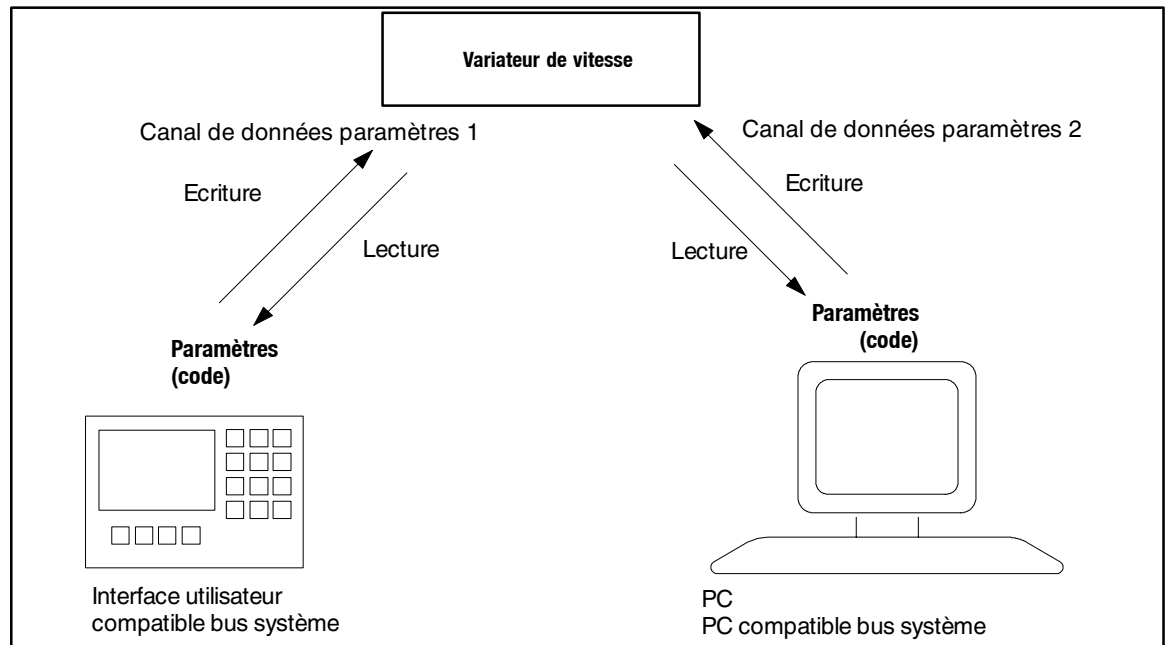 Variateur de vitesse
Canal de données paramètres 1
Canal de données paramètres 2
Ecriture
Ecriture
Lecture
Lecture
Paramètres
(code)
Paramètres
(code)
Interface utilisateur
compatible bus système
PC
PC compatible bus système